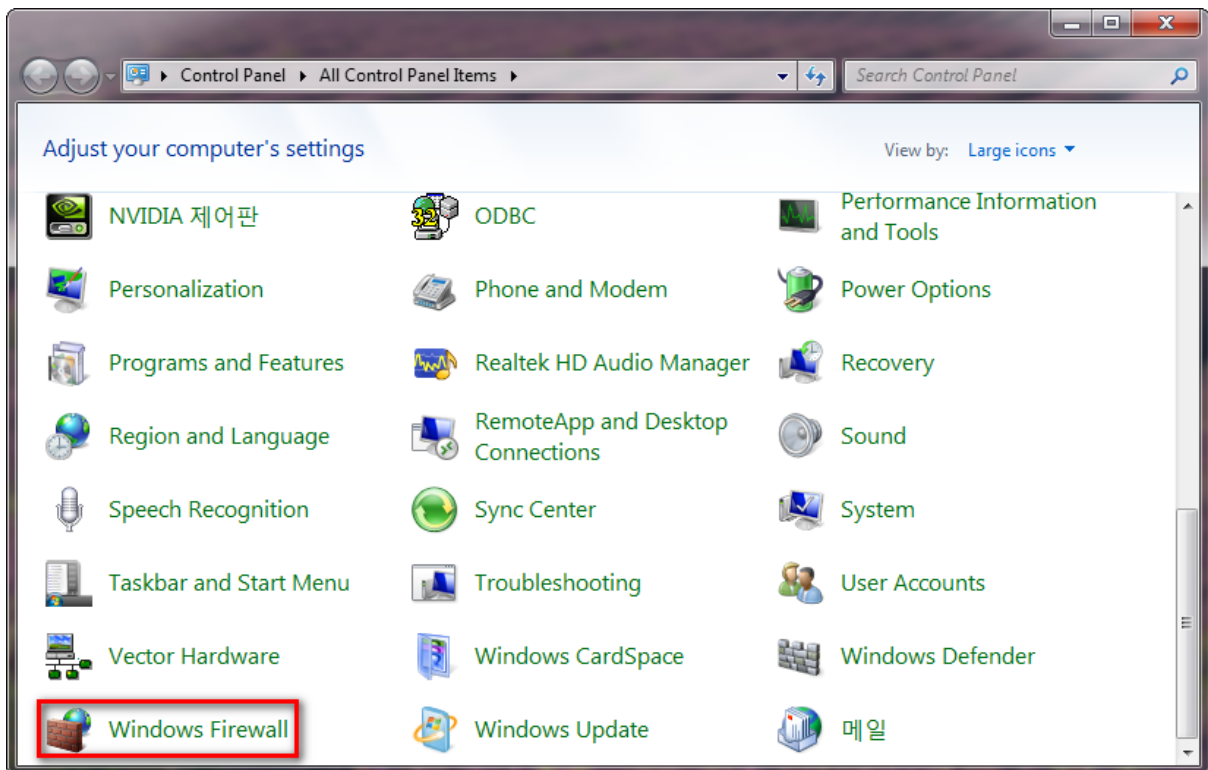 Control Panel All Control Panel Items
Search Control Panel
Adjust your computer's settings
View by: Large icons
NVIDIA 제어판
32
ODBC
Performance Information
and Tools
Personalization
Phone and Modem
Power Options
Programs and Features
Realtek HD Audio Manager
Recovery
Region and Language
RemoteApp and Desktop
Connections
Sound
Speech Recognition
Sync Center
System
Taskbar and Start Menu
Troubleshooting
User Accounts
Vector Hardware
Windows CardSpace
Windows Defender
Windows Firewall
Windows Update
메일